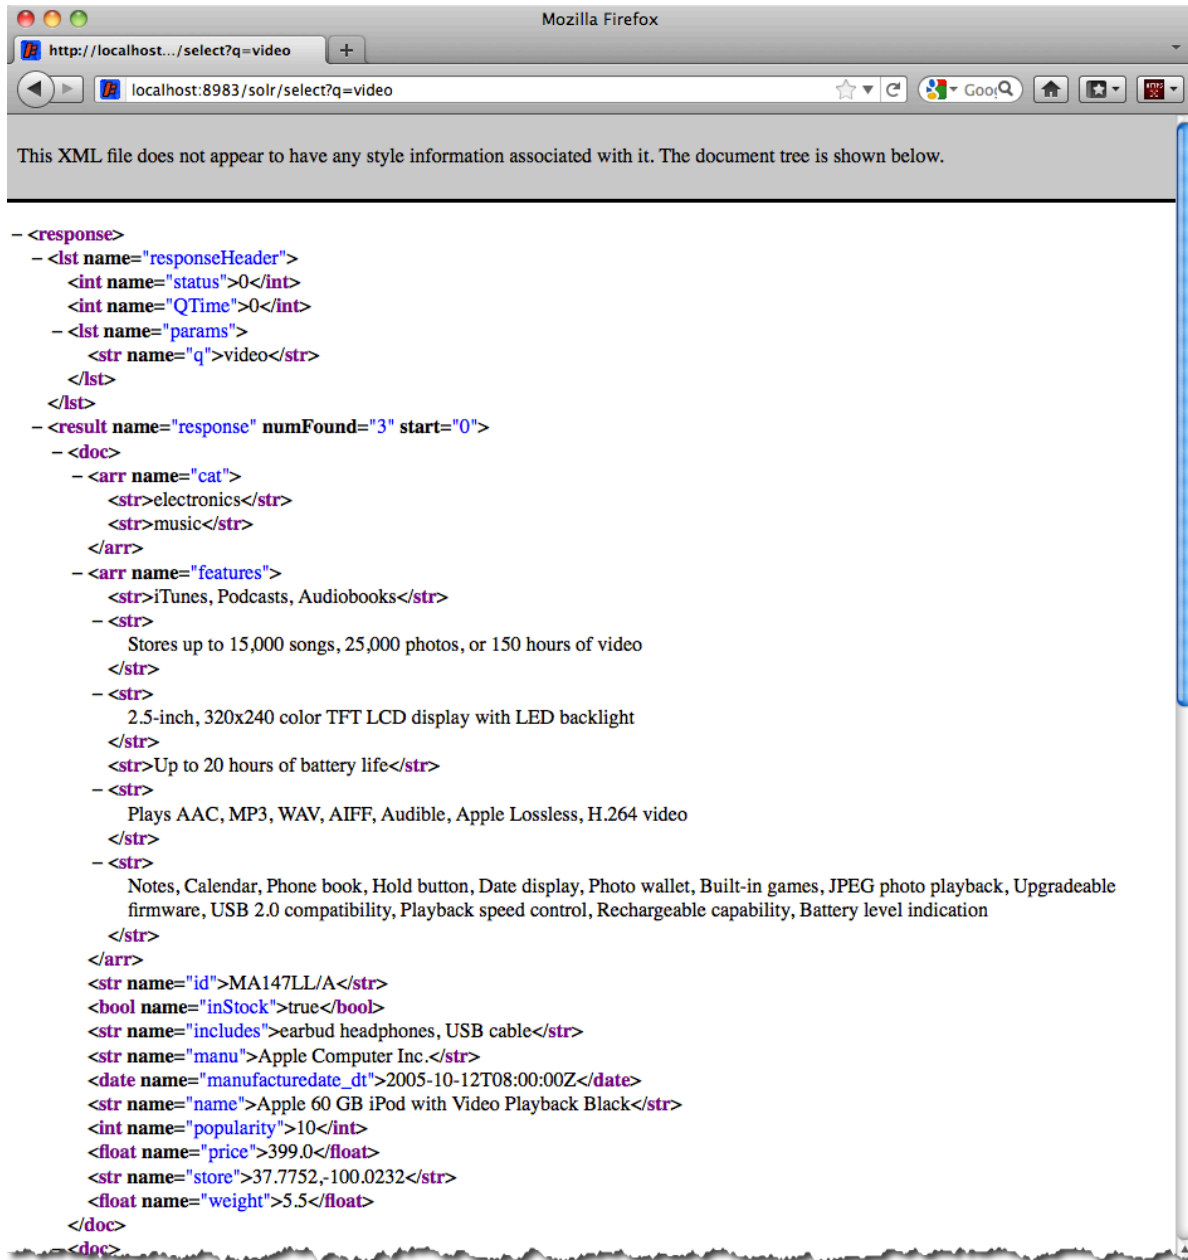 Mozilla Firefox
http://localhost.../select?q=video
+
localhost:8983/solr/select?q=video
Goo
This XML file does not appear to have any style information associated with it. The document tree is shown below.
– <response>
– <lst name="responseHeader">
<int name="status">0</int>
<int name="QTime">0</int>
– <lst name="params">
<str name="q">video</str>
</lst>
</lst>
– <result name="response" numFound="3" start="0">
– <doc>
– <arr name="cat">
<str>electronics</str>
<str>music</str>
</arr>
– <arr name="features">
<str>iTunes, Podcasts, Audiobooks</str>
– <str>
Stores up to 15,000 songs, 25,000 photos, or 150 hours of video
</str>
– <str>
2.5-inch, 320x240 color TFT LCD display with LED backlight
</str>
<str>Up to 20 hours of battery life</str>
– <str>
Plays AAC, MP3, WAV, AIFF, Audible, Apple Lossless, H.264 video
</str>
– <str>
Notes, Calendar, Phone book, Hold button, Date display, Photo wallet, Built-in games, JPEG photo playback, Upgradeable
firmware, USB 2.0 compatibility, Playback speed control, Rechargeable capability, Battery level indication
</str>
</arr>
<str name="id">MA147LL/A</str>
<bool name="inStock">true</bool>
<str name="includes">earbud headphones, USB cable</str>
<str name="manu">Apple Computer Inc.</str>
<date name="manufacturedate_dt">2005-10-12T08:00:00Z</date>
<str name="name">Apple 60 GB iPod with Video Playback Black</str>
<int name="popularity">10</int>
<float name="price">399.0</float>
<str name="store">37.7752,-100.0232</str>
<float name="weight">5.5</float>
</doc>
– <doc>